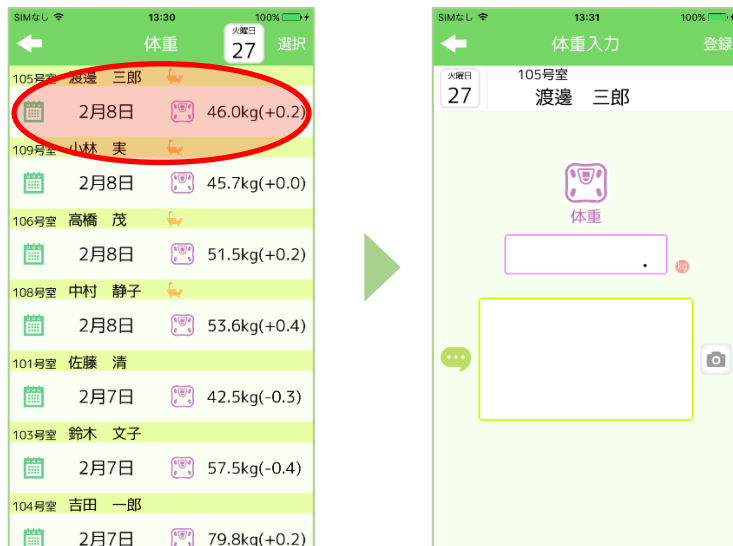 SIMなし 13:30 100%
体重 火曜日 27 選択
105号室 渡邊 三郎
2月8日 46.0kg(+0.2)
109号室 小林 実
2月8日 45.7kg(+0.0)
106号室 高橋 茂
2月8日 51.5kg(+0.2)
108号室 中村 静子
2月8日 53.6kg(+0.4)
101号室 佐藤 清
2月7日 42.5kg(-0.3)
103号室 鈴木 文子
2月7日 57.5kg(-0.4)
104号室 吉田 一郎
2月7日 79.8kg(+0.2)
SIMなし 13:31 100%
体重入力 登録
火曜日 27 105号室
渡邊 三郎
体重
. kg